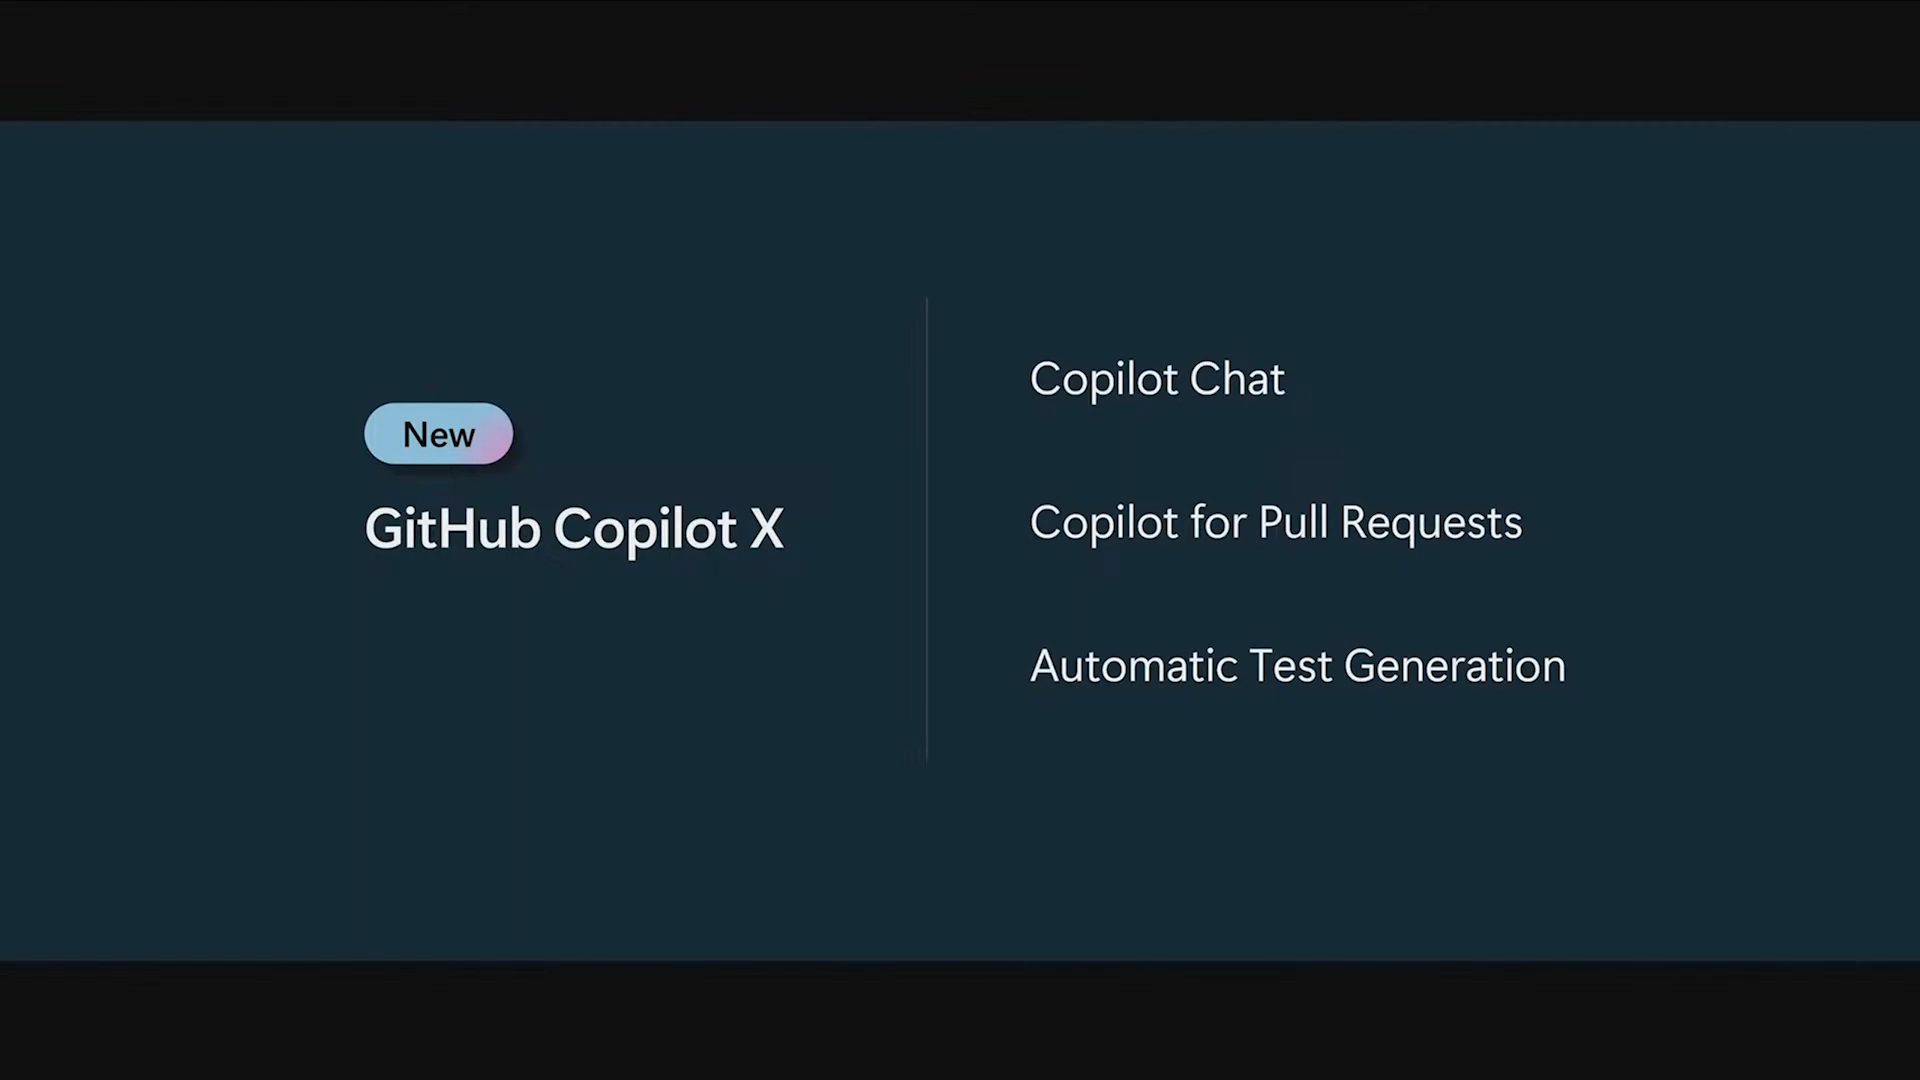 New
GitHub Copilot X
Copilot Chat
Copilot for Pull Requests
Automatic Test Generation